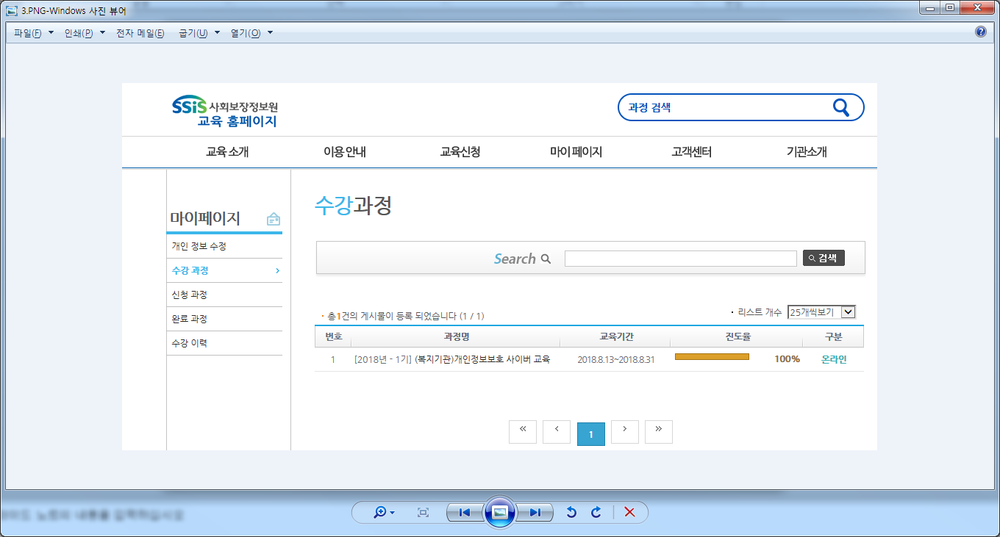 3.PNG-Windows 사진 뷰어
파일(F) 인쇄(P) 전자 메일(E) 굽기(U) 열기(O)
SSiS 사회보장정보원
교육 홈페이지
과정 검색
교육 소개 이용 안내 교육신청 마이 페이지 고객센터 기관소개
수강과정
마이페이지
개인 정보 수정
수강 과정
신청 과정
완료 과정
수강 이력
Search 검색
· 총1건의 게시물이 등록 되었습니다 (1 / 1)
· 리스트 개수 25개씩보기
번호 과정명 교육기간 진도율 구분
1 [2018년 - 1기] (복지기관)개인정보보호 사이버 교육 2018.8.13~2018.8.31 100% 온라인
« ‹ 1 › »